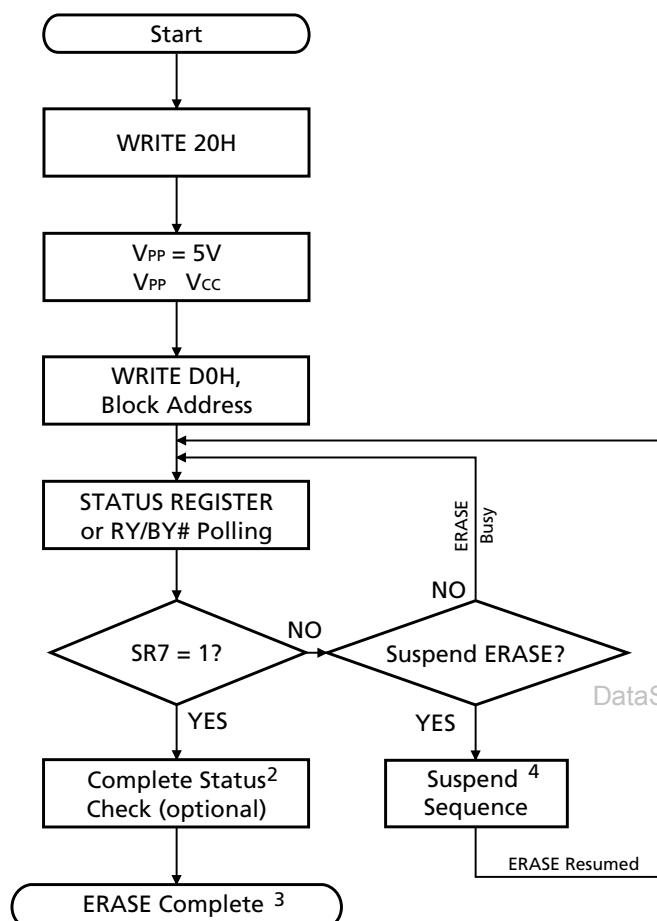 Start
WRITE 20H
VPP = 5V
VPP VCC
WRITE D0H,
Block Address
STATUS REGISTER
or RY/BY# Polling
ERASE
Busy
NO
SR7 = 1?
NO
Suspend ERASE?
YES
YES
DataS
Complete Status2
Check (optional)
Suspend 4
Sequence
ERASE Resumed
ERASE Complete 3